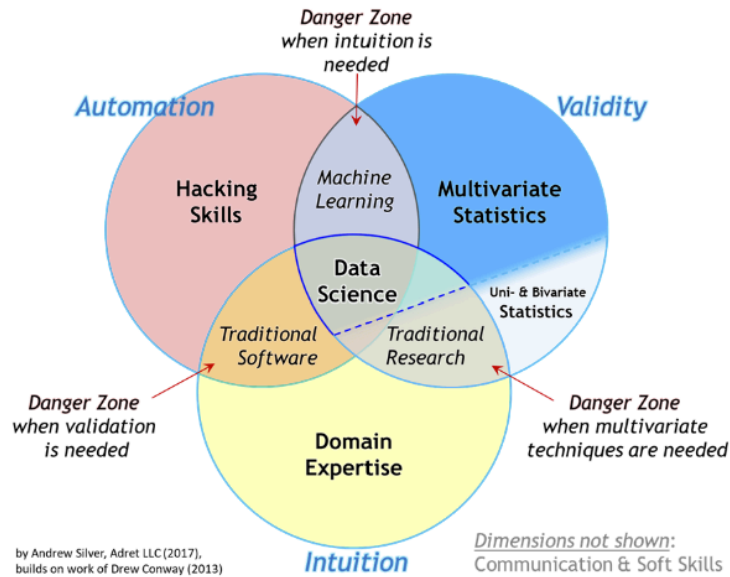 Danger Zone
when intuition is
needed
Automation
Validity
Hacking
Skills
Machine
Learning
Multivariate
Statistics
Data
Science
Uni- & Bivariate
Statistics
Traditional
Software
Traditional
Research
Danger Zone
when validation
is needed
Danger Zone
when multivariate
techniques are needed
Domain
Expertise
by Andrew Silver, Adret LLC (2017),
builds on work of Drew Conway (2013)
Intuition
Dimensions not shown:
Communication & Soft Skills